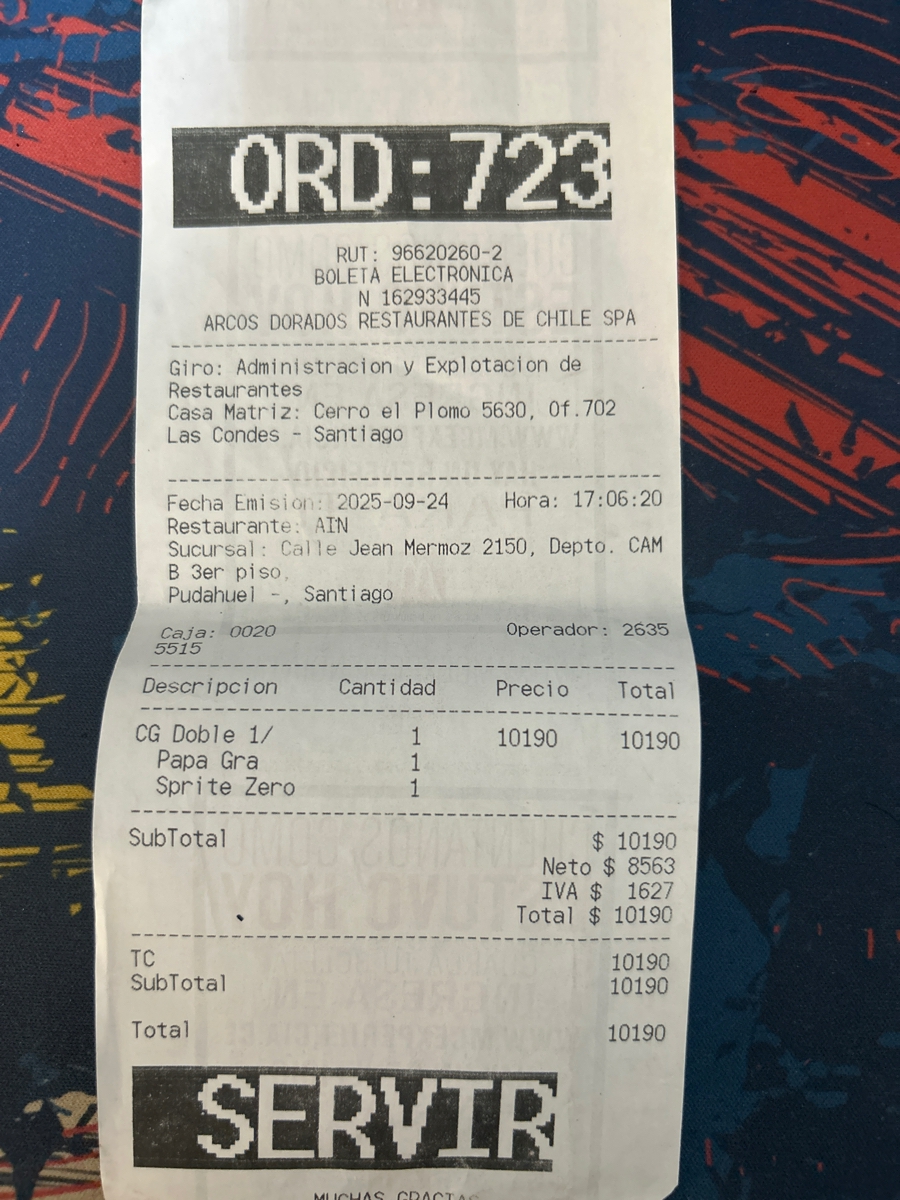 ORD:723
RUT: 96620260-2
BOLETA ELECTRONICA
N 162933445
ARCOS DORADOS RESTAURANTES DE CHILE SPA
Giro: Administracion y Explotacion de
Restaurantes
Casa Matriz: Cerro el Plomo 5630, Of.702
Las Condes - Santiago
Fecha Emision: 2025-09-24 Hora: 17:06:20
Restaurante: AIN
Sucursal: Calle Jean Mermoz 2150, Depto. CAM
B 3er piso,
Pudahuel -, Santiago
Caja: 0020 Operador: 2635
5515
Descripcion Cantidad Precio Total
CG Doble 1/ 1 10190 10190
Papa Gra 1
Sprite Zero 1
SubTotal $ 10190
Neto $ 8563
IVA $ 1627
Total $ 10190
TC 10190
SubTotal 10190
Total 10190
SERVIR
MUCHAS GRACIAS